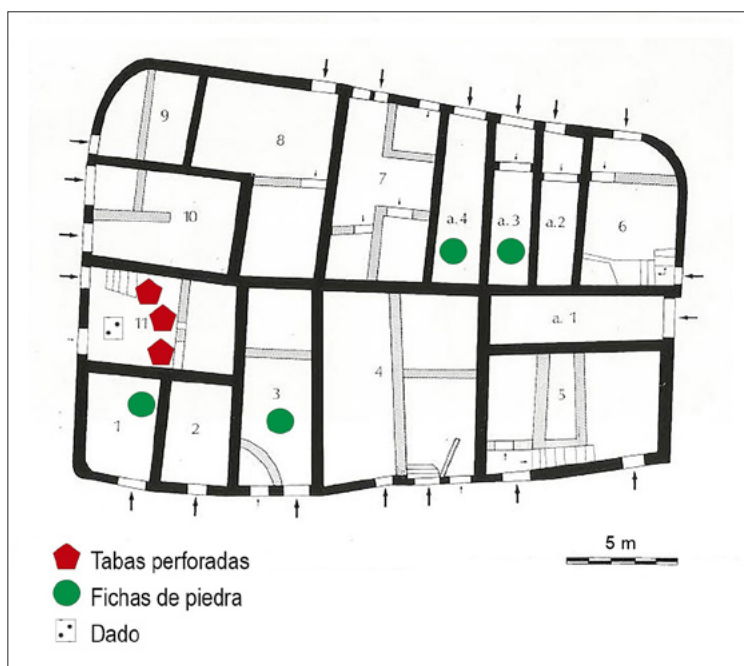 9
8
7
a. 4
a. 3
a.2
6
10
11
a. 1
4
3
5
1
2
5 m
Tabas perforadas
Fichas de piedra
Dado